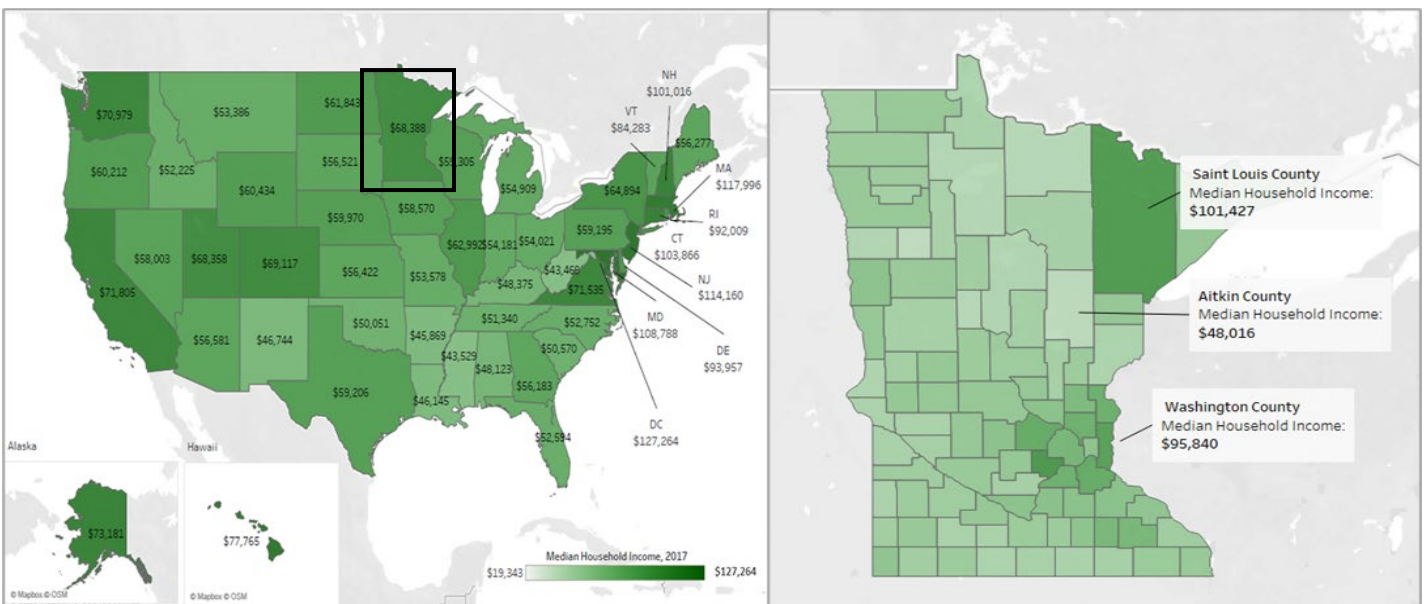 NH
$101,016
VT
$84,283
$70,979
$53,386
$61,843
$68,388
$56,277
MA
$117,996
$60,212
$52,225
$56,521
$54,909
$64,894
$60,434
RI
$92,009
$59,970
$58,570
$59,195
CT
$103,866
$58,003
$68,358
$69,117
$62,992
$54,181
$54,021
$43,469
NJ
$114,160
$71,805
$56,422
$53,578
$48,375
$71,535
MD
$108,788
$51,340
$52,752
$56,581
$46,744
$50,051
$45,869
$43,529
$48,123
$50,570
DE
$93,957
$59,206
$46,145
$56,183
DC
$127,264
$52,594
Alaska
Hawaii
$73,181
$77,765
Median Household Income, 2017
$19,343
$127,264
© Mapbox © OSM
© Mapbox © OSM
Saint Louis County
Median Household Income:
$101,427
Aitkin County
Median Household Income:
$48,016
Washington County
Median Household Income:
$95,840